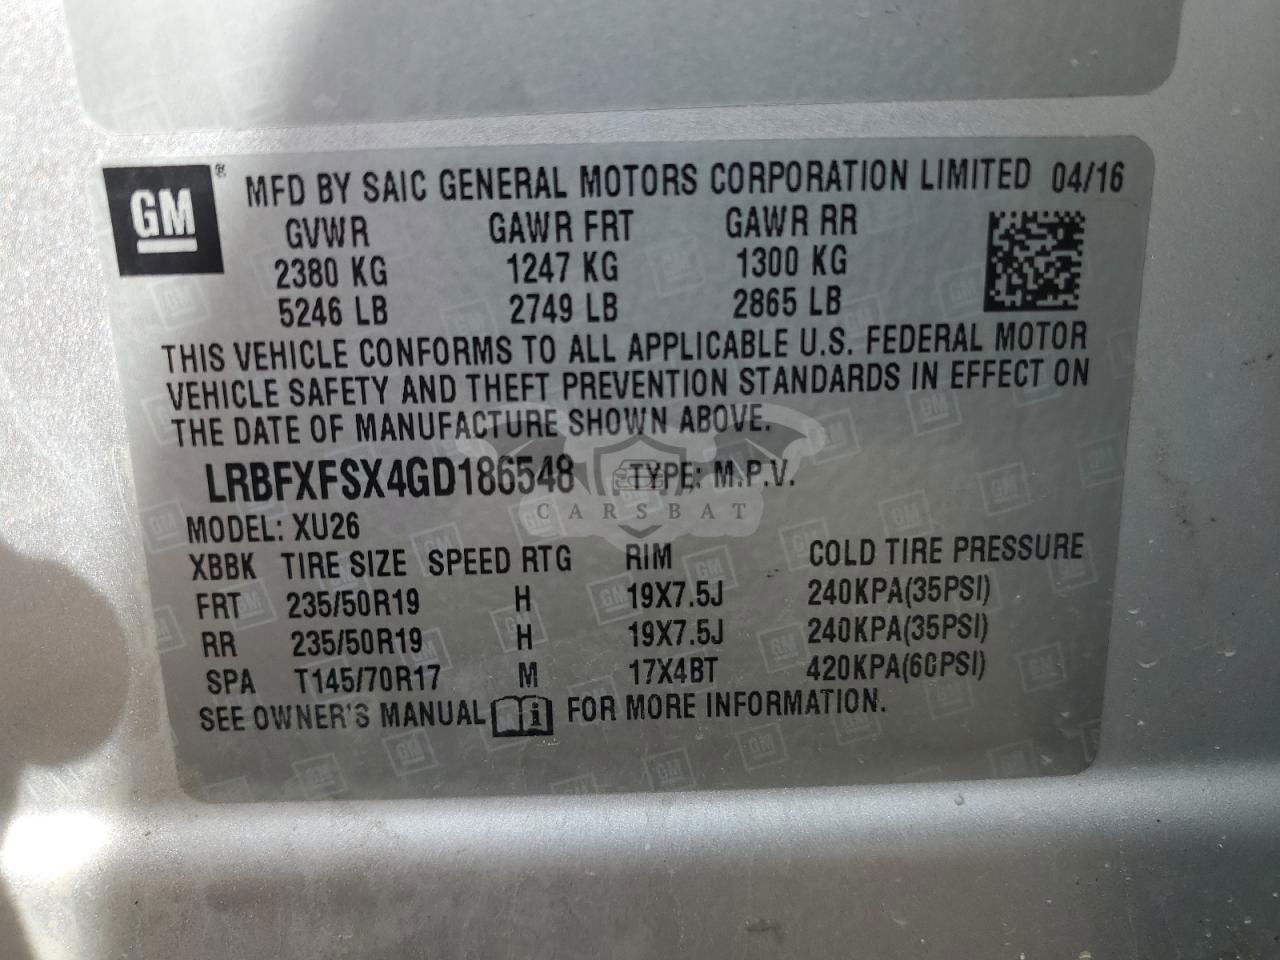 GM ® MFD BY SAIC GENERAL MOTORS CORPORATION LIMITED 04/16
GVWR GAWR FRT GAWR RR
2380 KG 1247 KG 1300 KG
5246 LB 2749 LB 2865 LB
THIS VEHICLE CONFORMS TO ALL APPLICABLE U.S. FEDERAL MOTOR
VEHICLE SAFETY AND THEFT PREVENTION STANDARDS IN EFFECT ON
THE DATE OF MANUFACTURE SHOWN ABOVE.
LRBFXFSX4GD186548 TYPE: M.P.V.
CARSBAT
MODEL: XU26
XBBK TIRE SIZE SPEED RTG RIM COLD TIRE PRESSURE
FRT 235/50R19 H 19X7.5J 240KPA(35PSI)
RR 235/50R19 H 19X7.5J 240KPA(35PSI)
SPA T145/70R17 M 17X4BT 420KPA(60PSI)
SEE OWNER'S MANUAL i FOR MORE INFORMATION.